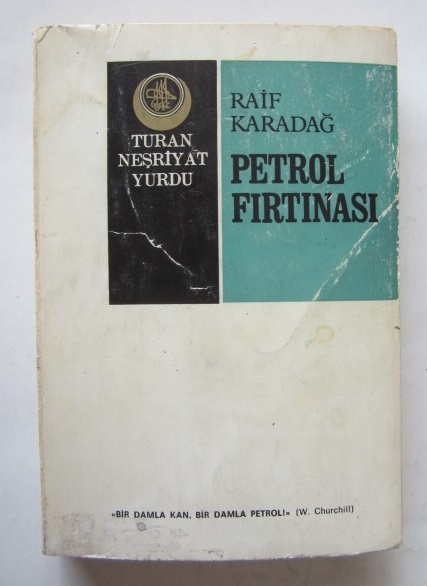 TURAN
NEŞRİYAT
YURDU
RAİF
KARADAĞ
PETROL
FIRTINASI
«BİR DAMLA KAN, BİR DAMLA PETROL!» (W. Churchill)